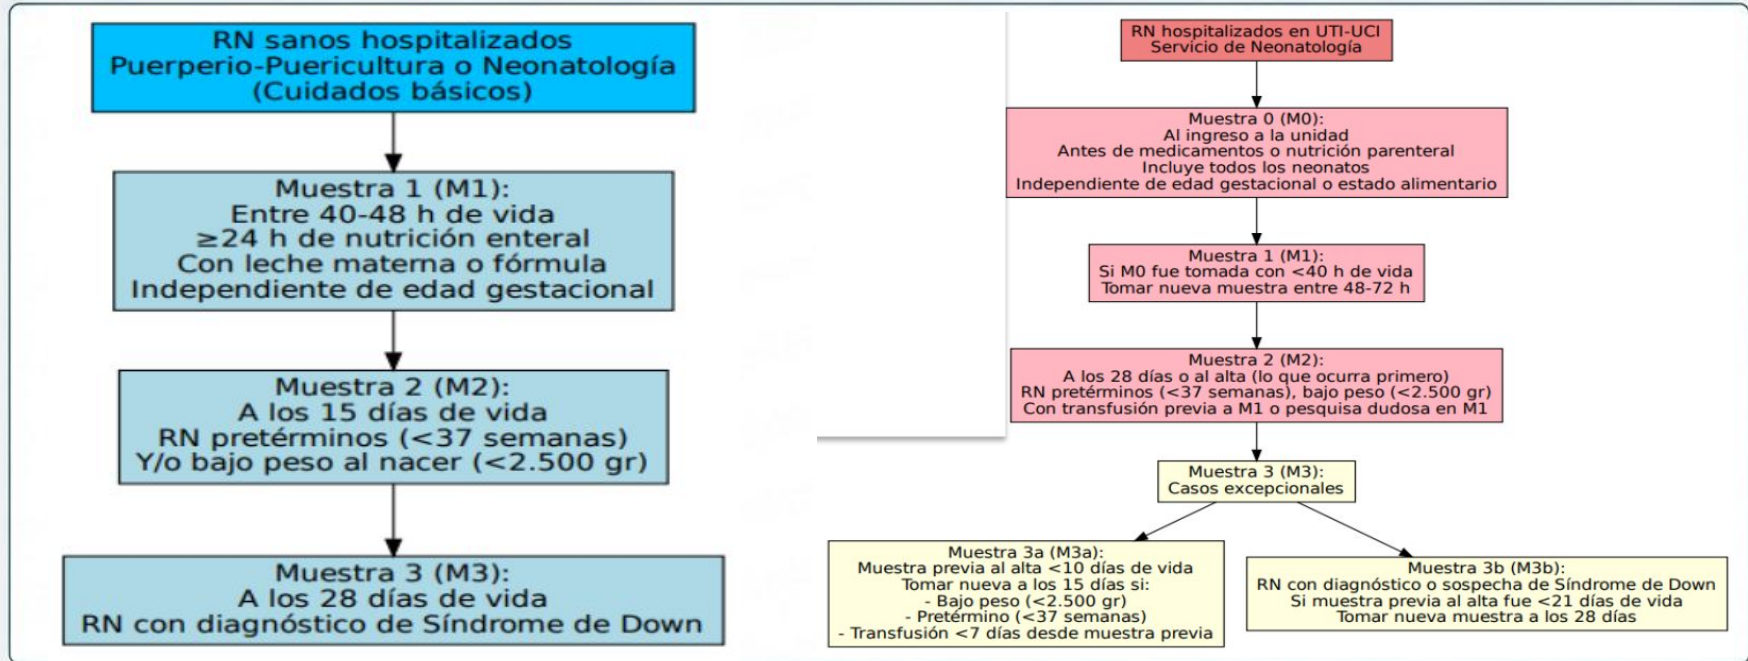 RN sanos hospitalizados
Puerperio-Puericultura o Neonatología
(Cuidados básicos)
Muestra 1 (M1):
Entre 40-48 h de vida
≥24 h de nutrición enteral
Con leche materna o fórmula
Independiente de edad gestacional
Muestra 2 (M2):
A los 15 días de vida
RN pretérminos (<37 semanas)
Y/o bajo peso al nacer (<2.500 gr)
Muestra 3 (M3):
A los 28 días de vida
RN con diagnóstico de Síndrome de Down
RN hospitalizados en UTI-UCI
Servicio de Neonatología
Muestra 0 (M0):
Al ingreso a la unidad
Antes de medicamentos o nutrición parenteral
Incluye todos los neonatos
Independiente de edad gestacional o estado alimentario
Muestra 1 (M1):
Si M0 fue tomada con <40 h de vida
Tomar nueva muestra entre 48-72 h
Muestra 2 (M2):
A los 28 días o al alta (lo que ocurra primero)
RN pretérminos (<37 semanas), bajo peso (<2.500 gr)
Con transfusión previa a M1 o pesquisa dudosa en M1
Muestra 3 (M3):
Casos excepcionales
Muestra 3a (M3a):
Muestra previa al alta <10 días de vida
Tomar nueva a los 15 días si:
- Bajo peso (<2.500 gr)
- Pretérmino (<37 semanas)
- Transfusión <7 días desde muestra previa
Muestra 3b (M3b):
RN con diagnóstico o sospecha de Síndrome de Down
Si muestra previa al alta fue <21 días de vida
Tomar nueva muestra a los 28 días